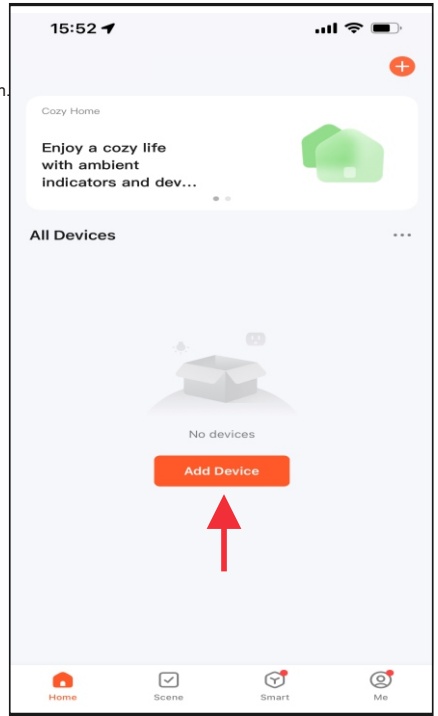 15:52
n.
Cozy Home
Enjoy a cozy life
with ambient
indicators and dev...
All Devices
No devices
Add Device
Home
Scene
Smart
Me